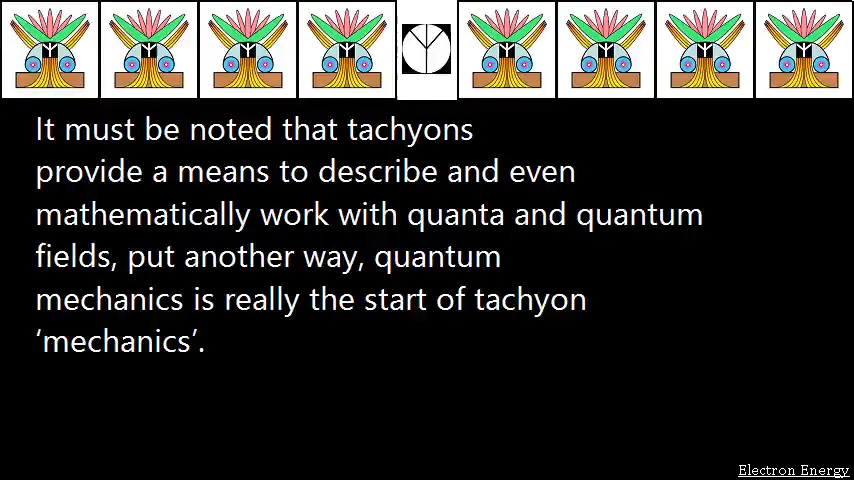 It must be noted that tachyons
provide a means to describe and even
mathematically work with quanta and quantum
fields, put another way, quantum
mechanics is really the start of tachyon
‘mechanics’.
Electron Energy